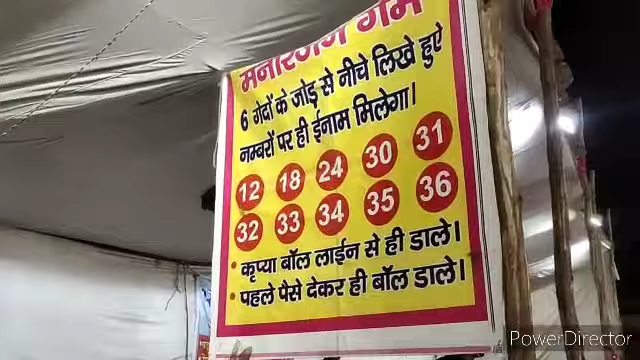 मनोरंजन गेम
6 गेदों के जोड़ से नीचे लिखे हुऐ
नम्बरों पर ही ईनाम मिलेगा।
12 18 24 30 31
32 33 34 35 36
• कृप्या बॉल लाईन से ही डाले।
• पहले पैसे देकर ही बॉल डाले।
PowerDirector